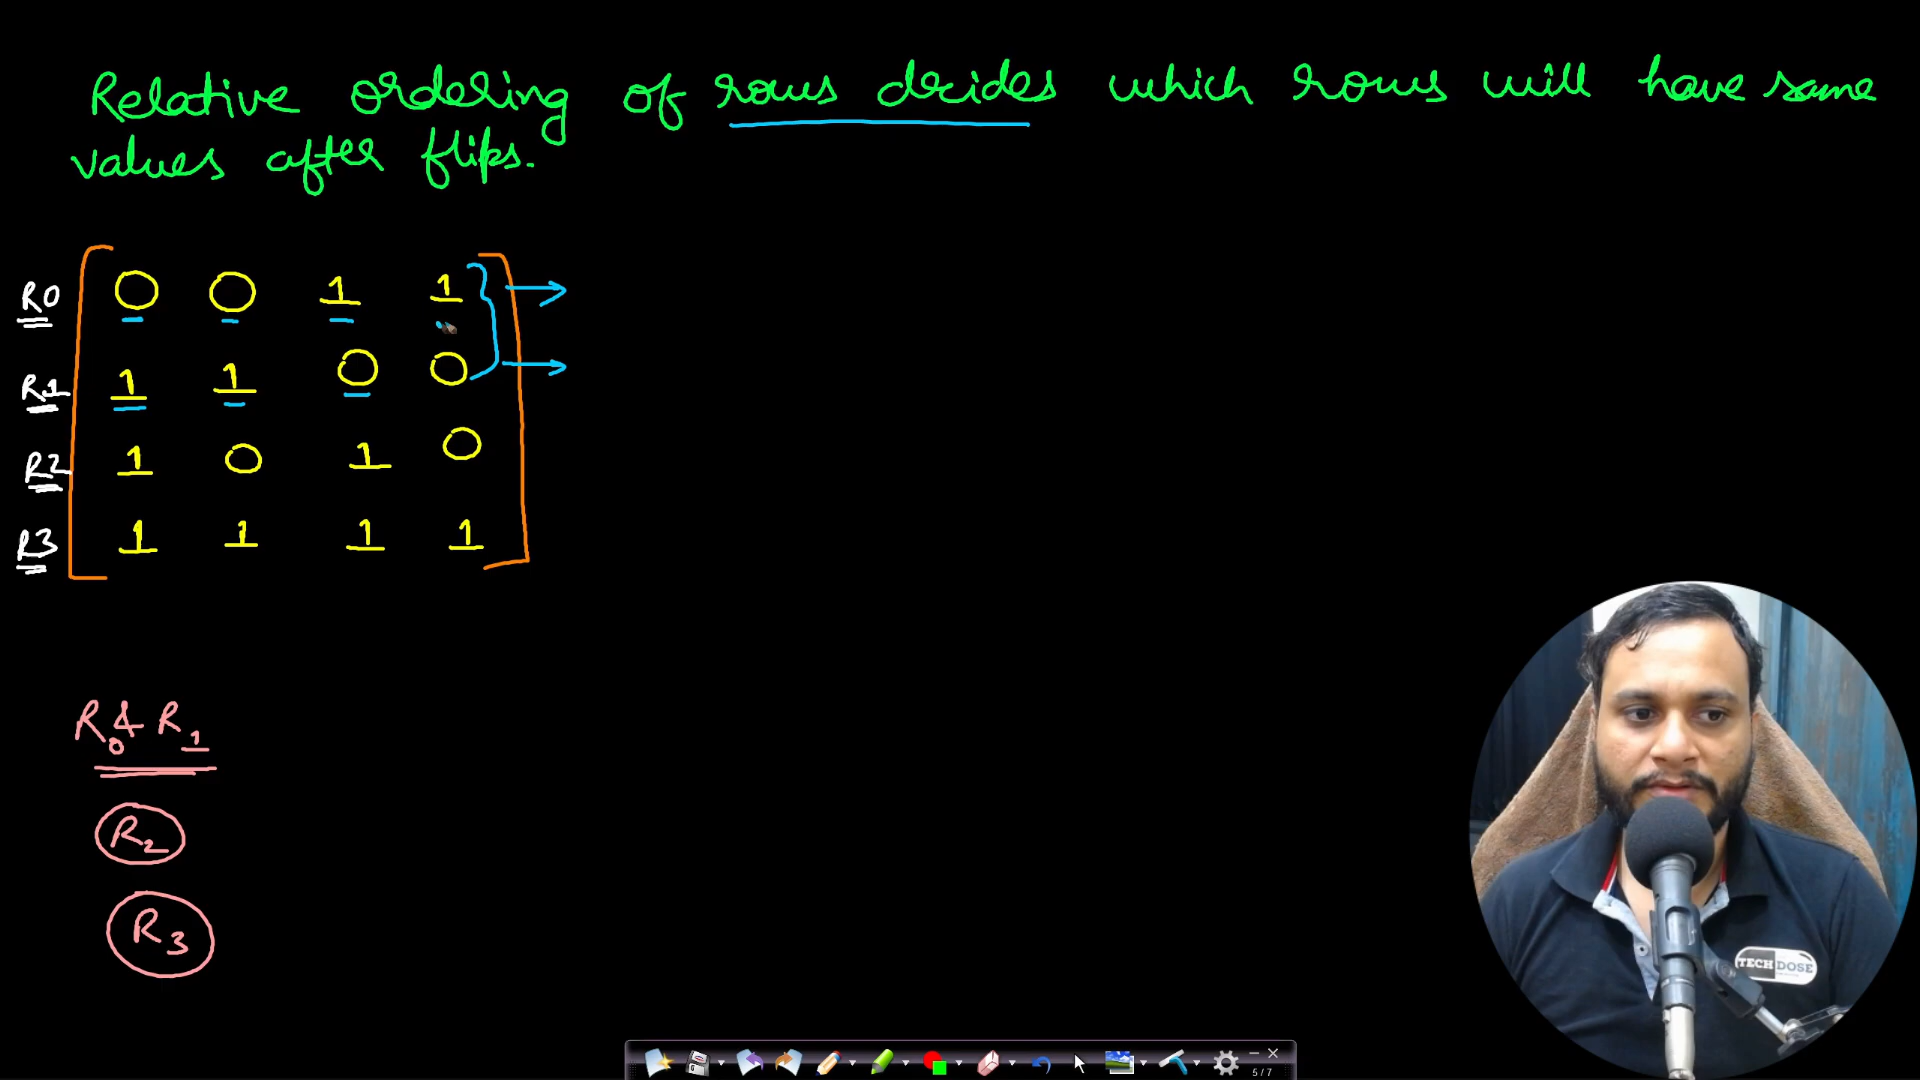 Relative ordering of rows decides which rows will have same
values after flips.
R0 0 0 1 1
R1 1 1 0 0
R2 1 0 1 0
R3 1 1 1 1
R0 & R1
R2
R3
TECH DOSE
5/7